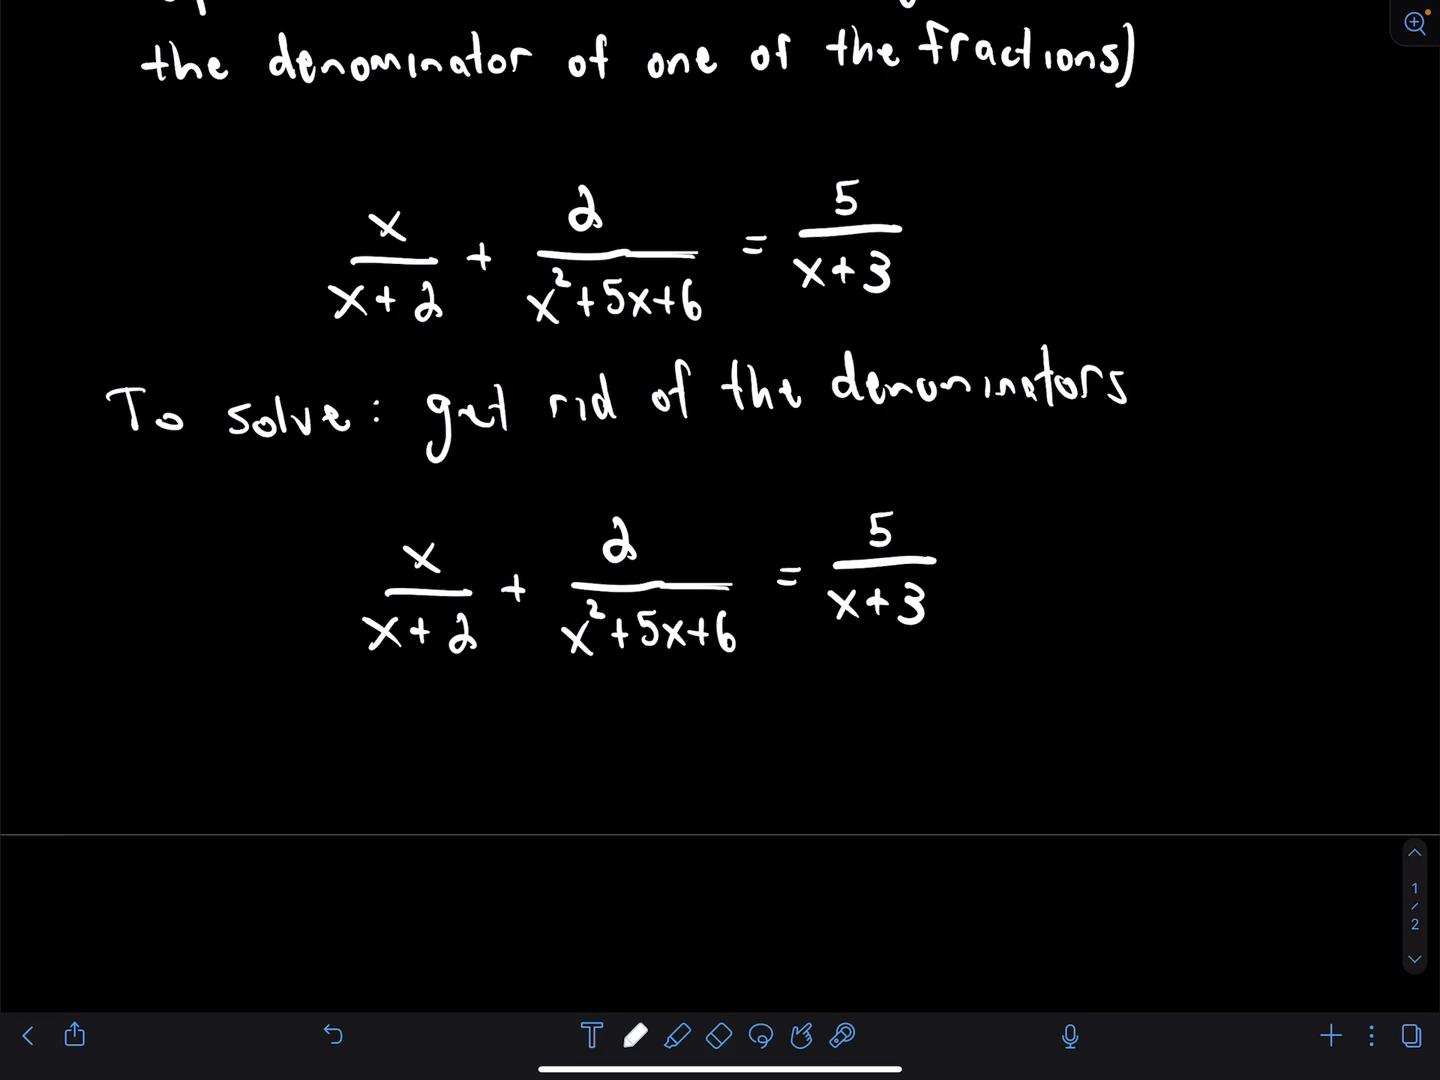 the denominator of one of the fractions)
x/(x+2) + 2/(x²+5x+6) = 5/(x+3)
To solve: get rid of the denominators
x/(x+2) + 2/(x²+5x+6) = 5/(x+3)
1
/
2
T